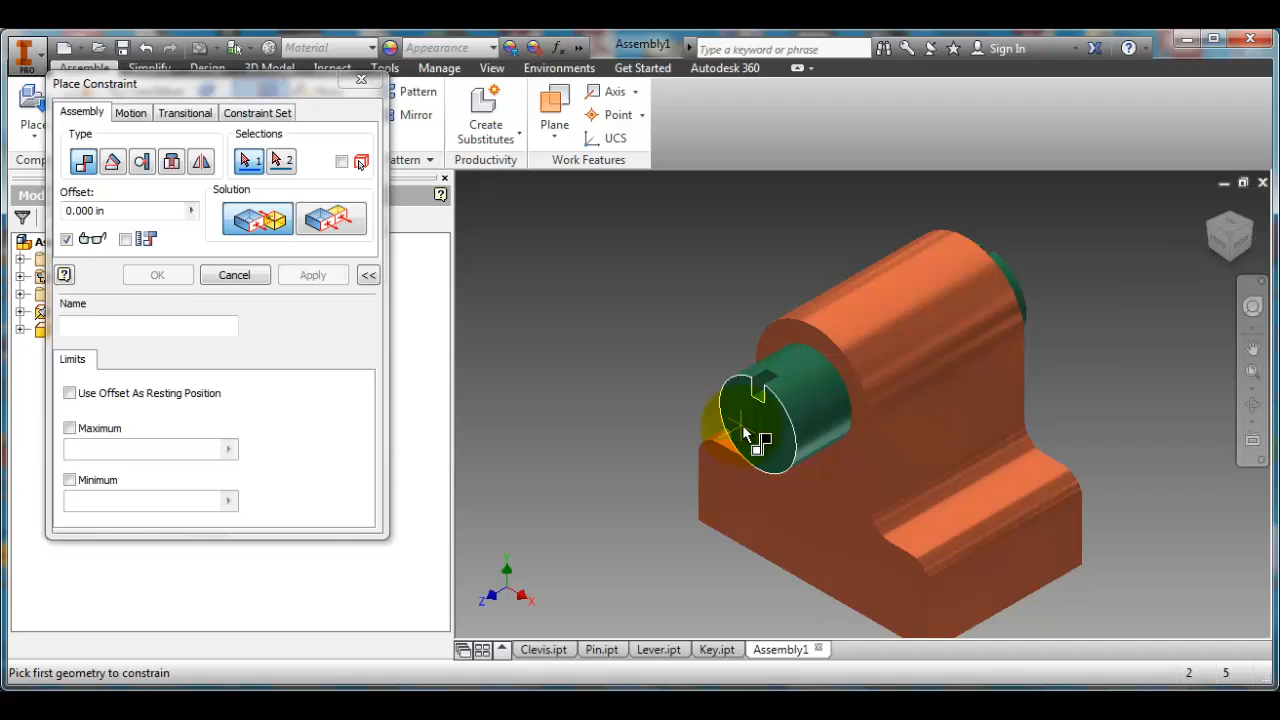 Material
Appearance
fx
Assembly1
Type a keyword or phrase
Sign In
PRO
Assemble
Simplify
Design
3D Model
Inspect
Tools
Manage
View
Environments
Get Started
Autodesk 360
Place Constraint
Place
Pattern
Mirror
Create
Substitutes
Plane
Axis
Point
UCS
Productivity
Work Features
Assembly
Motion
Transitional
Constraint Set
Type
Selections
1
2
Offset:
0.000 in
Solution
OK
Cancel
Apply
<<
Name
Limits
Use Offset As Resting Position
Maximum
Minimum
Y
Z
X
Clevis.ipt
Pin.ipt
Lever.ipt
Key.ipt
Assembly1
Pick first geometry to constrain
2
5